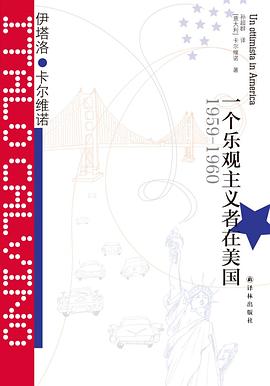 伊塔洛·卡尔维诺
ITALO CALVINO
Un ottimista in America
[意大利] 卡尔维诺 著
孙超群 译
一个乐观主义者在美国
1959-1960
译林出版社